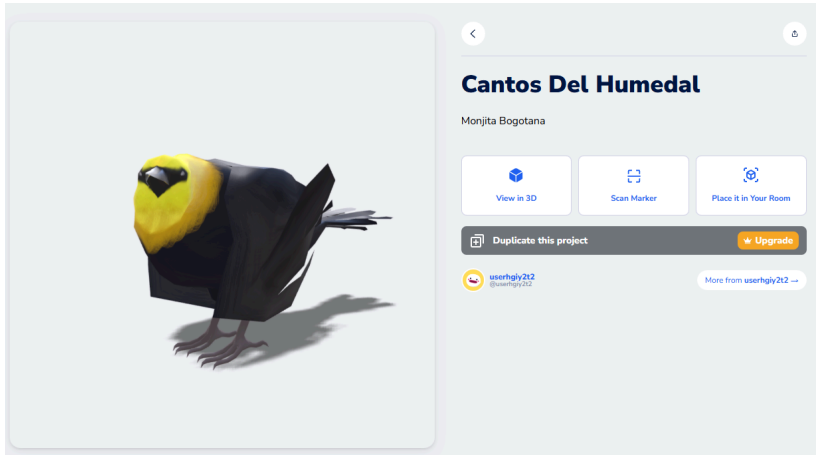 Cantos Del Humedal
Monjita Bogotana
View in 3D
Scan Marker
Place it in Your Room
Duplicate this project
Upgrade
userhgiy2t2
@userhgiy2t2
More from userhgiy2t2 →